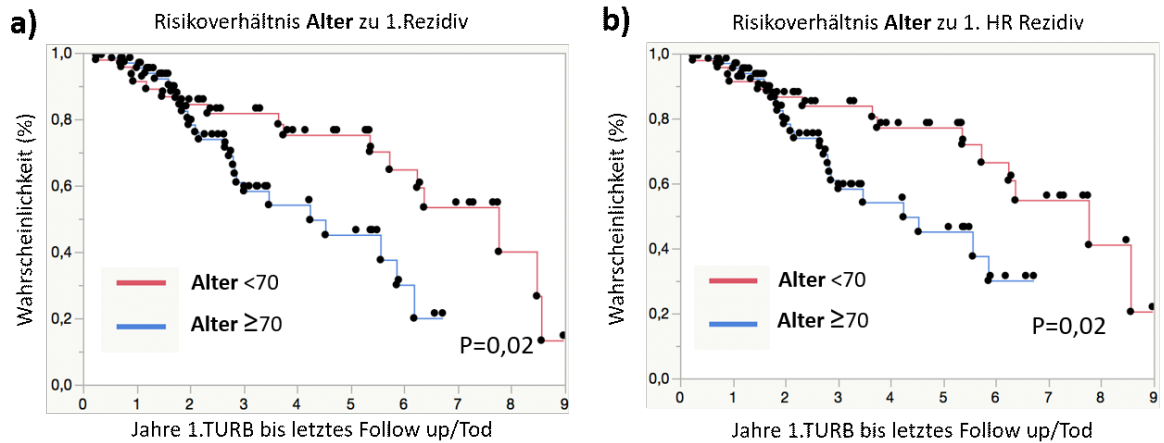 a)
Risikoverhältnis Alter zu 1.Rezidiv
Wahrscheinlichkeit (%)
1,0
0,8
0,6
0,4
0,2
0,0
Alter <70
Alter ≥70
P=0,02
0 1 2 3 4 5 6 7 8 9
Jahre 1.TURB bis letztes Follow up/Tod
b)
Risikoverhältnis Alter zu 1. HR Rezidiv
Wahrscheinlichkeit (%)
1,0
0,8
0,6
0,4
0,2
0,0
Alter <70
Alter ≥70
P=0,02
0 1 2 3 4 5 6 7 8 9
Jahre 1.TURB bis letztes Follow up/Tod